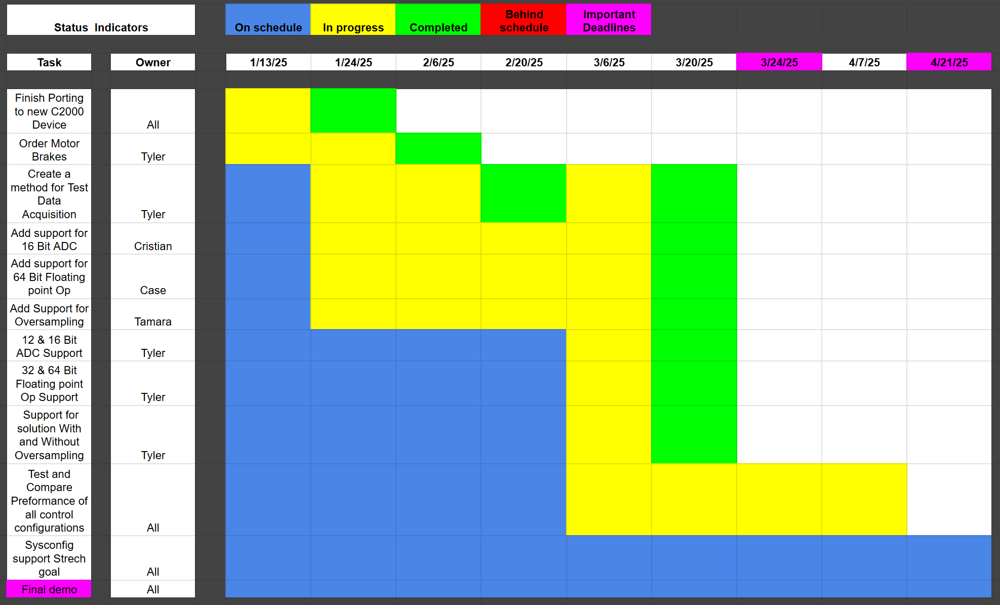 Status  Indicators
On schedule
In progress
Completed
Behind
schedule
Important
Deadlines
Task
Owner
1/13/25
1/24/25
2/6/25
2/20/25
3/6/25
3/20/25
3/24/25
4/7/25
4/21/25
Finish Porting
to new C2000
Device
All
Order Motor
Brakes
Tyler
Create a
method for Test
Data
Acquisition
Tyler
Add support for
16 Bit ADC
Cristian
Add support for
64 Bit Floating
point Op
Case
Add Support for
Oversampling
Tamara
12 & 16 Bit
ADC Support
Tyler
32 & 64 Bit
Floating point
Op Support
Tyler
Support for
solution With
and Without
Oversampling
Tyler
Test and
Compare
Preformance of
all control
configurations
All
Sysconfig
support Strech
goal
All
Final demo
All